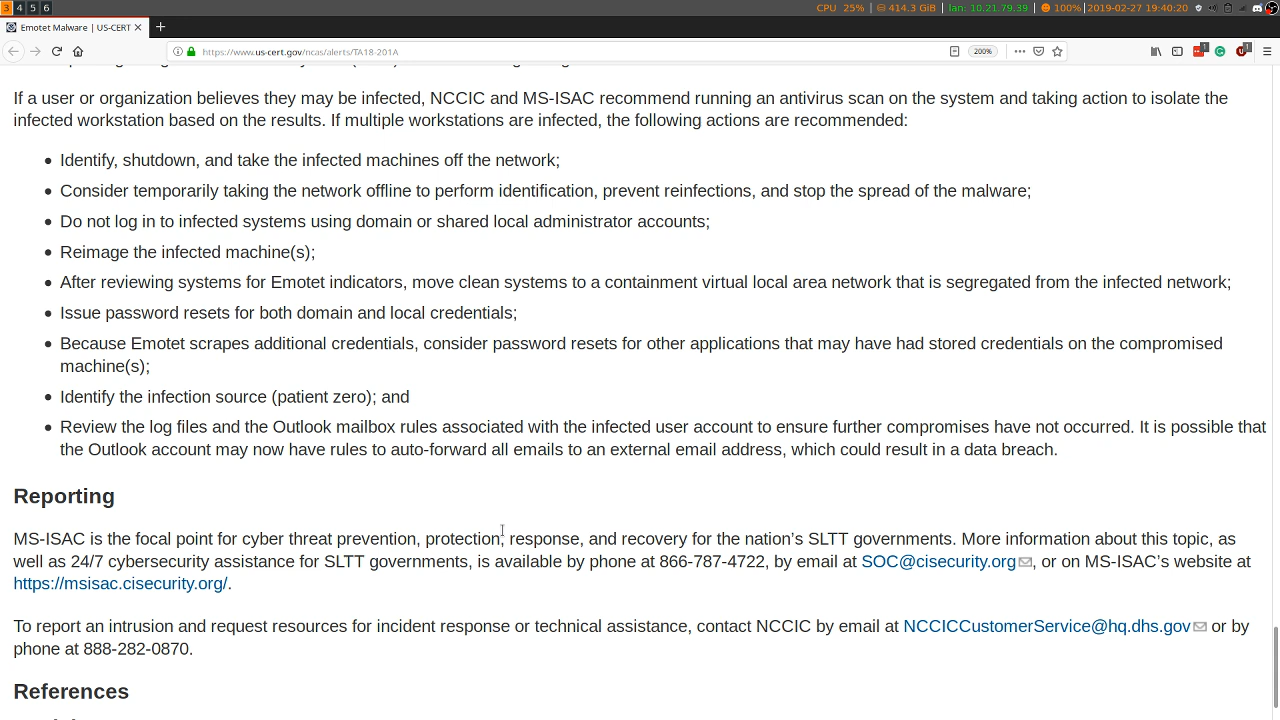 3 4 5 6
CPU 25% | 414.3 GiB | lan: 10.21.79.39 | 100% | 2019-02-27 19:40:20
Emotet Malware | US-CERT
https://www.us-cert.gov/ncas/alerts/TA18-201A
200%
If a user or organization believes they may be infected, NCCIC and MS-ISAC recommend running an antivirus scan on the system and taking action to isolate the
infected workstation based on the results. If multiple workstations are infected, the following actions are recommended:
• Identify, shutdown, and take the infected machines off the network;
• Consider temporarily taking the network offline to perform identification, prevent reinfections, and stop the spread of the malware;
• Do not log in to infected systems using domain or shared local administrator accounts;
• Reimage the infected machine(s);
• After reviewing systems for Emotet indicators, move clean systems to a containment virtual local area network that is segregated from the infected network;
• Issue password resets for both domain and local credentials;
• Because Emotet scrapes additional credentials, consider password resets for other applications that may have had stored credentials on the compromised
machine(s);
• Identify the infection source (patient zero); and
• Review the log files and the Outlook mailbox rules associated with the infected user account to ensure further compromises have not occurred. It is possible that
the Outlook account may now have rules to auto-forward all emails to an external email address, which could result in a data breach.
Reporting
MS-ISAC is the focal point for cyber threat prevention, protection, response, and recovery for the nation's SLTT governments. More information about this topic, as
well as 24/7 cybersecurity assistance for SLTT governments, is available by phone at 866-787-4722, by email at SOC@cisecurity.org, or on MS-ISAC's website at
https://msisac.cisecurity.org/.
To report an intrusion and request resources for incident response or technical assistance, contact NCCIC by email at NCCICCustomerService@hq.dhs.gov or by
phone at 888-282-0870.
References